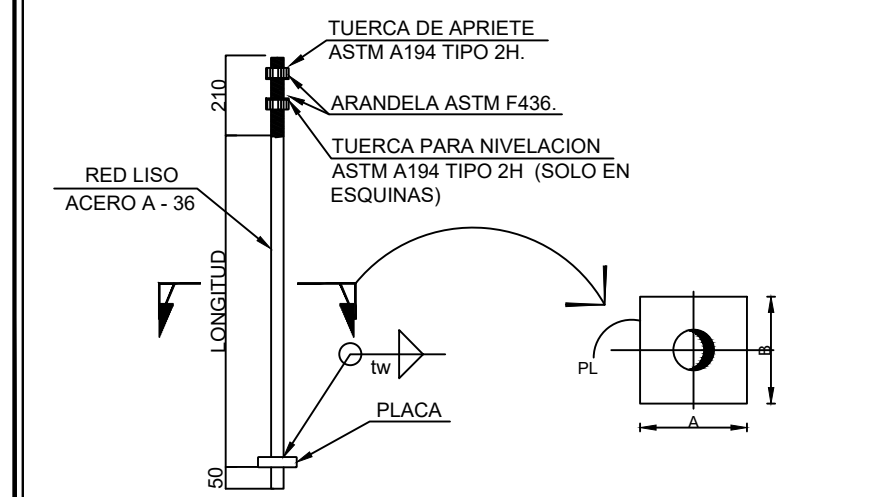 TUERCA DE APRIETE
ASTM A194 TIPO 2H.
210
ARANDELA ASTM F436.
TUERCA PARA NIVELACION
ASTM A194 TIPO 2H (SOLO EN
ESQUINAS)
RED LISO
ACERO A - 36
LONGITUD
tw
PL
B
A
PLACA
50